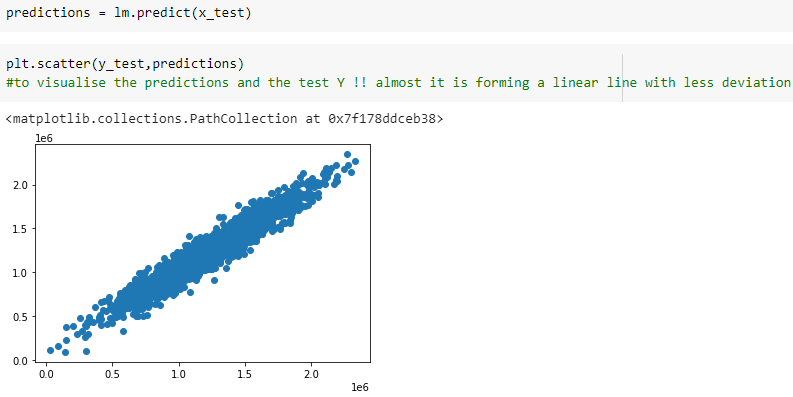 predictions = lm.predict(x_test)
plt.scatter(y_test,predictions)
#to visualise the predictions and the test Y !! almost it is forming a linear line with less deviation
<matplotlib.collections.PathCollection at 0x7f178ddceb38>
1e6
2.0
1.5
1.0
0.5
0.0
0.0 0.5 1.0 1.5 2.0
1e6